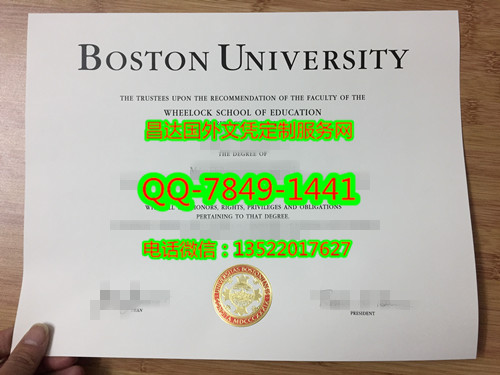 BOSTON UNIVERSITY
THE TRUSTEES UPON THE RECOMMENDATION OF THE FACULTY OF THE
WHEELOCK SCHOOL OF EDUCATION
昌达国外文凭定制服务网
THE DEGREE OF
QQ-7849-1441
HONORS, RIGHTS, PRIVILEGES AND OBLIGATIONS
PERTAINING TO THAT DEGREE.
电话微信：13522017627
PRESIDENT